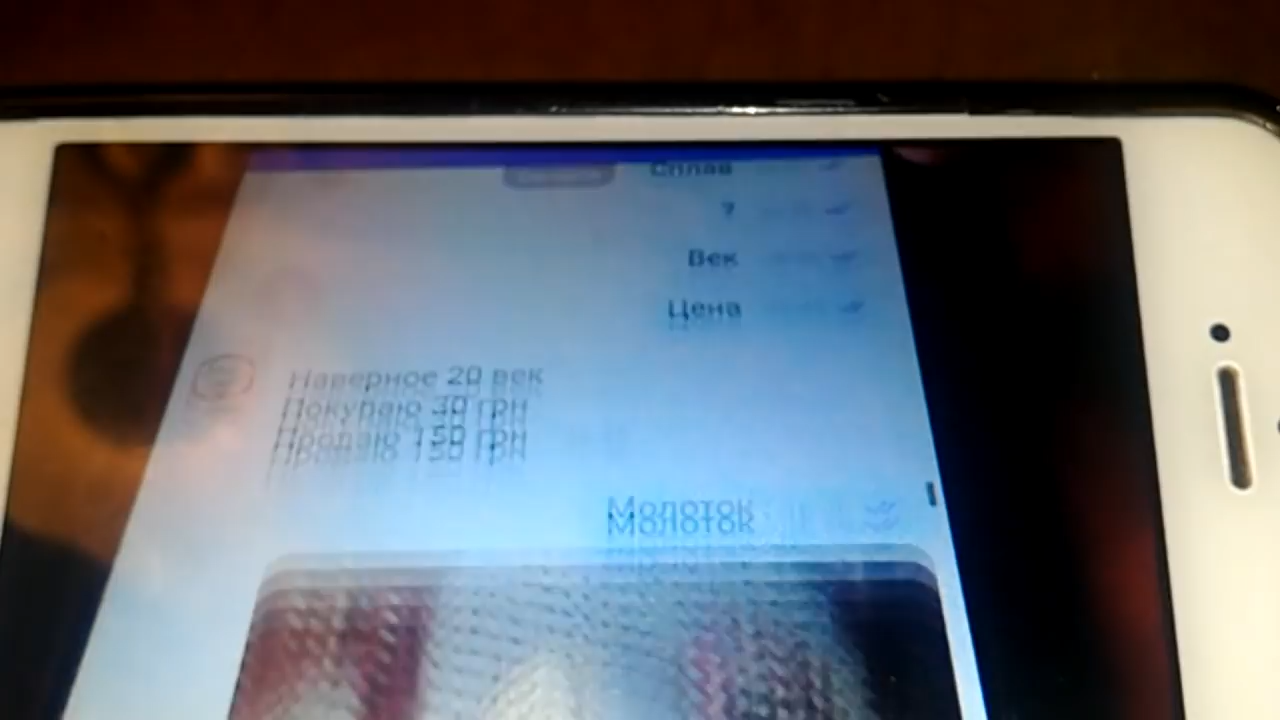 Сплав
?
Век
Цена
Наверное 20 век
Покупаю 30 грн
Продаю 150 грн
Молоток